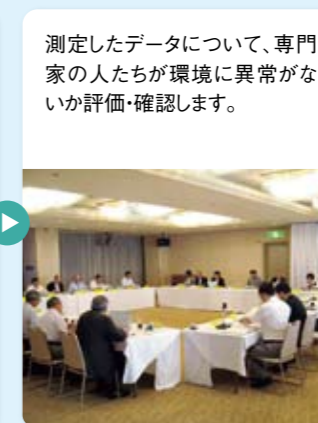 測定したデータについて、専門
家の人たちが環境に異常がな
いか評価・確認します。